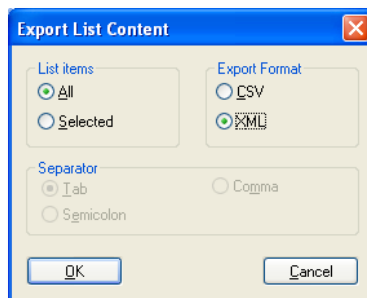 Export List Content
List items
All
Selected
Export Format
CSV
XML
Separator
Tab
Comma
Semicolon
OK
Cancel